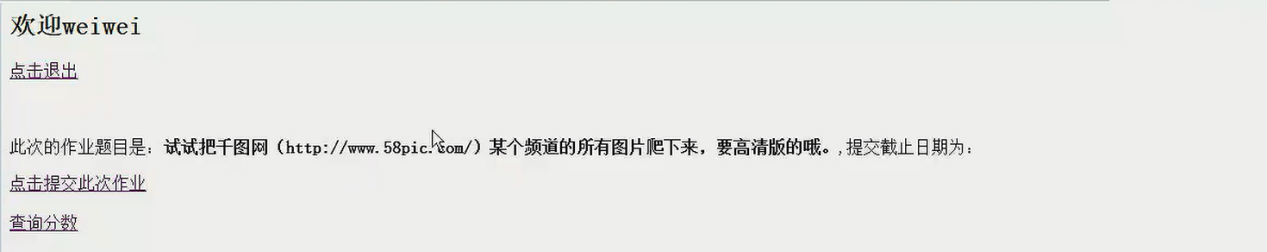 欢迎weiwei
点击退出
此次的作业题目是：试试把千图网（http://www.58pic.com/）某个频道的所有图片爬下来，要高清版的哦。,提交截止日期为：
点击提交此次作业
查询分数